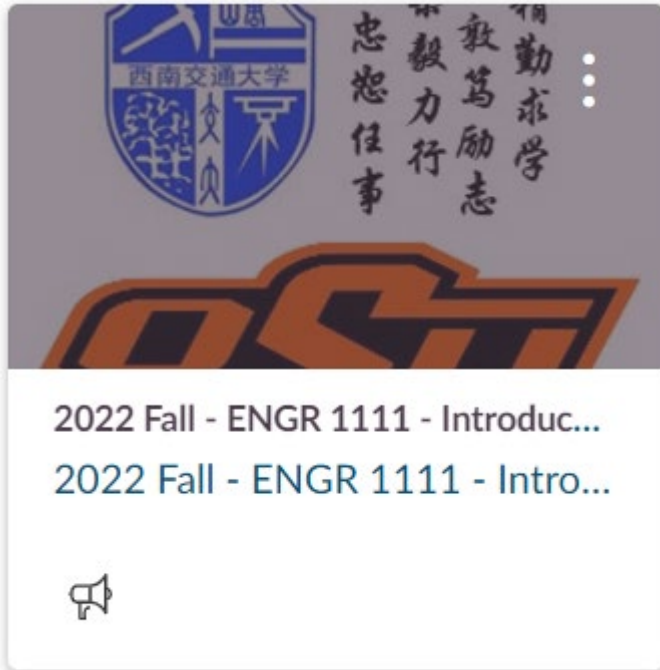 西南交通大学
精勤求学
敦笃励志
果毅力行
忠恕任事
OSU
2022 Fall - ENGR 1111 - Introduc...
2022 Fall - ENGR 1111 - Intro...